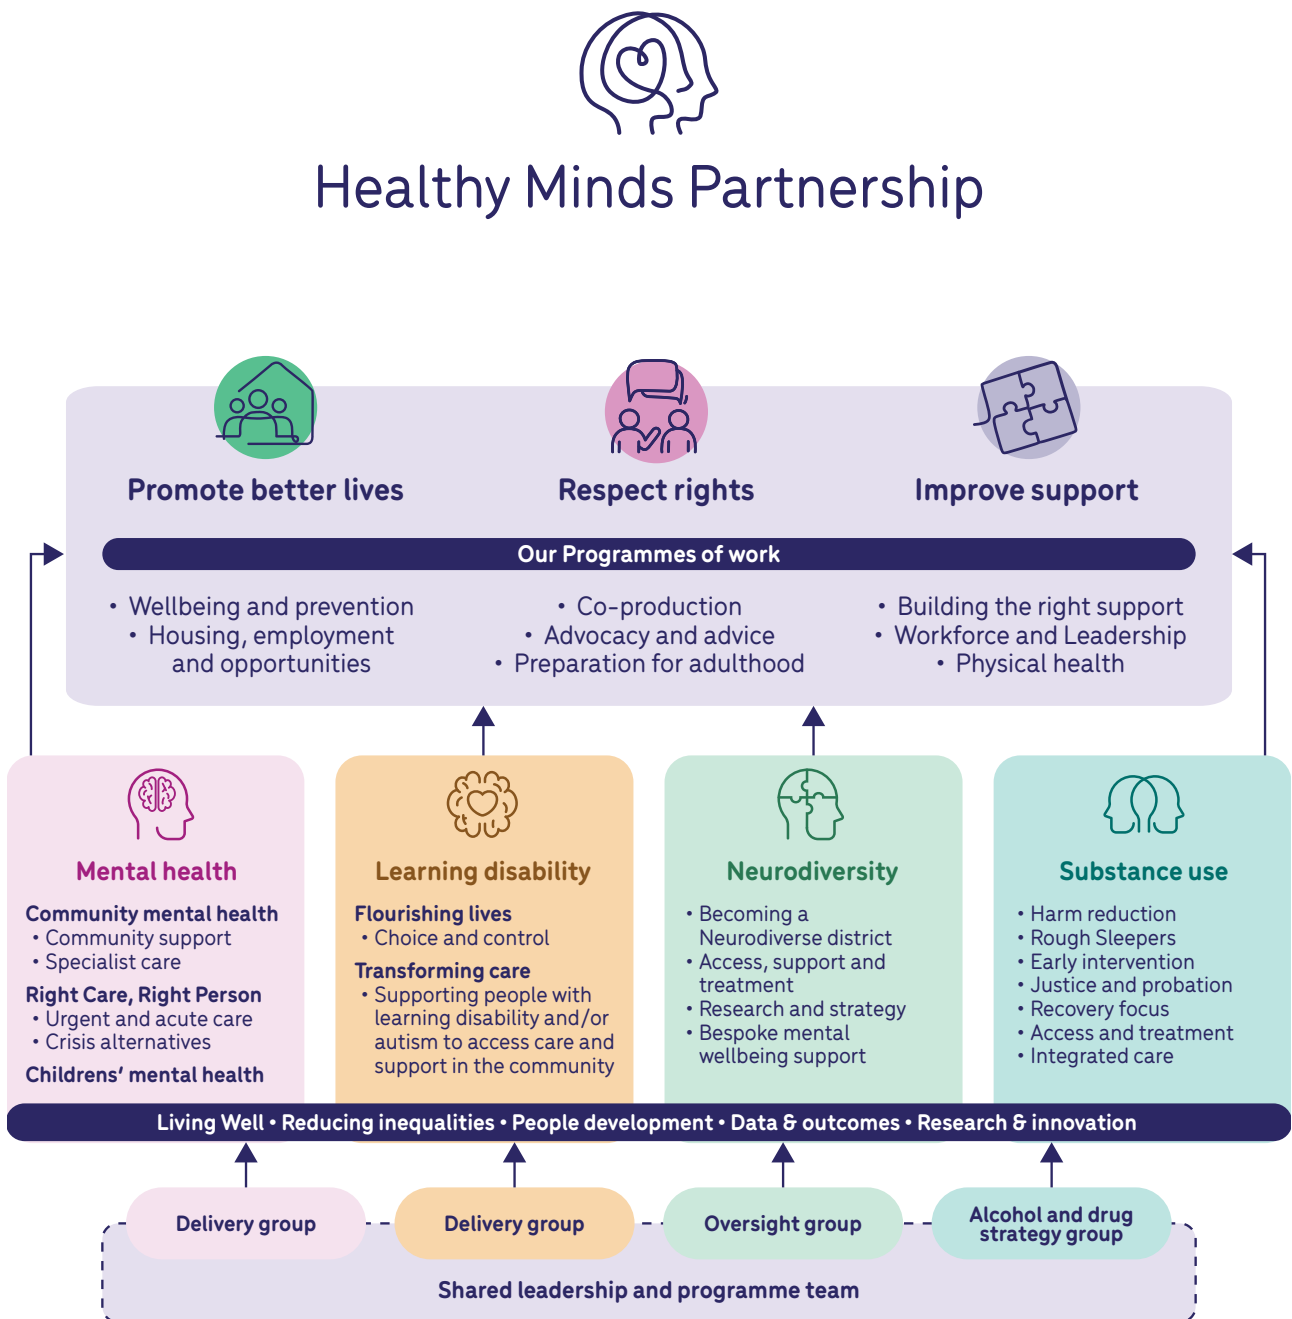 Healthy Minds Partnership
Promote better lives
Respect rights
Improve support
Our Programmes of work
• Wellbeing and prevention
• Housing, employment
and opportunities
• Co-production
• Advocacy and advice
• Preparation for adulthood
• Building the right support
• Workforce and Leadership
• Physical health
Mental health
Community mental health
• Community support
• Specialist care
Right Care, Right Person
• Urgent and acute care
• Crisis alternatives
Childrens’ mental health
Learning disability
Flourishing lives
• Choice and control
Transforming care
• Supporting people with
learning disability and/or
autism to access care and
support in the community
Neurodiversity
• Becoming a
Neurodiverse district
• Access, support and
treatment
• Research and strategy
• Bespoke mental
wellbeing support
Substance use
• Harm reduction
• Rough Sleepers
• Early intervention
• Justice and probation
• Recovery focus
• Access and treatment
• Integrated care
Living Well • Reducing inequalities • People development • Data & outcomes • Research & innovation
Delivery group
Delivery group
Oversight group
Alcohol and drug
strategy group
Shared leadership and programme team